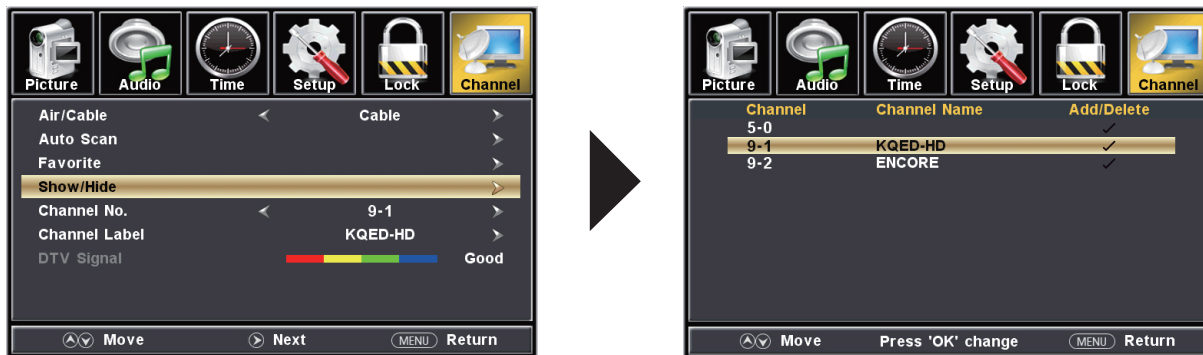 Picture Audio Time Setup Lock Channel
Air/Cable Cable
Auto Scan
Favorite
Show/Hide
Channel No. 9-1
Channel Label KQED-HD
DTV Signal Good
Move Next MENU Return
Picture Audio Time Setup Lock Channel
Channel Channel Name Add/Delete
5-0
9-1 KQED-HD
9-2 ENCORE
Move Press 'OK' change MENU Return